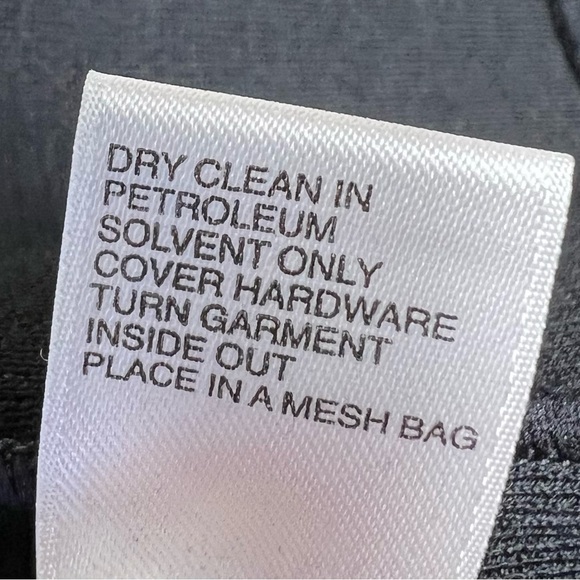 DRY CLEAN IN
PETROLEUM
SOLVENT ONLY
COVER HARDWARE
TURN GARMENT
INSIDE OUT
PLACE IN A MESH BAG